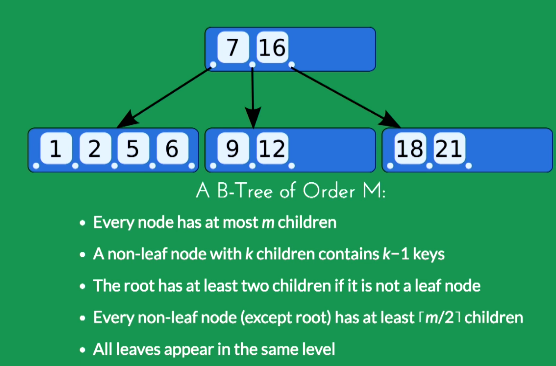 7 16
1 2 5 6 9 12 18 21
A B-Tree of Order M:
• Every node has at most m children
• A non-leaf node with k children contains k−1 keys
• The root has at least two children if it is not a leaf node
• Every non-leaf node (except root) has at least ⌈m/2⌉ children
• All leaves appear in the same level